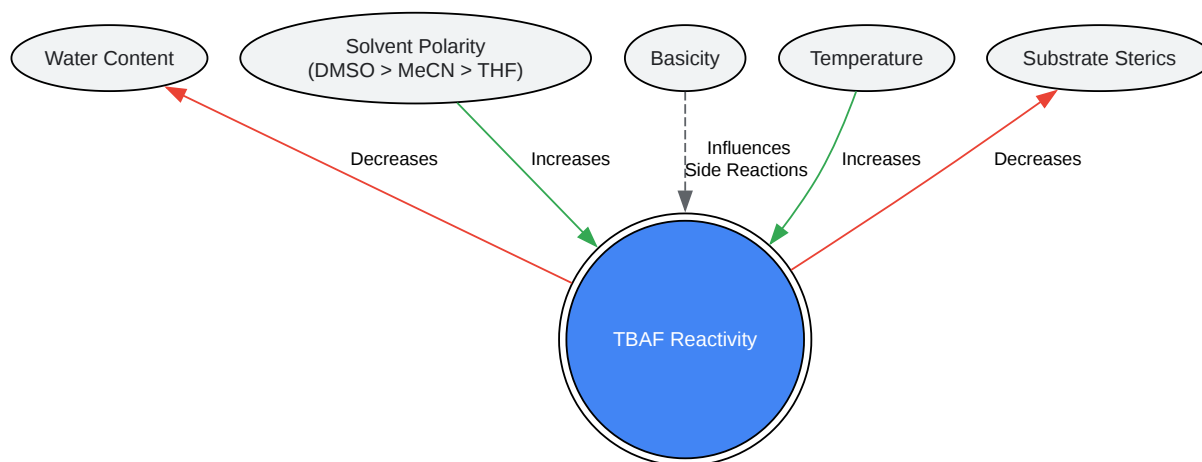 Water Content
Solvent Polarity
(DMSO > MeCN > THF)
Basicity
Temperature
Substrate Sterics
Decreases
Increases
Influences
Side Reactions
Increases
Decreases
TBAF Reactivity